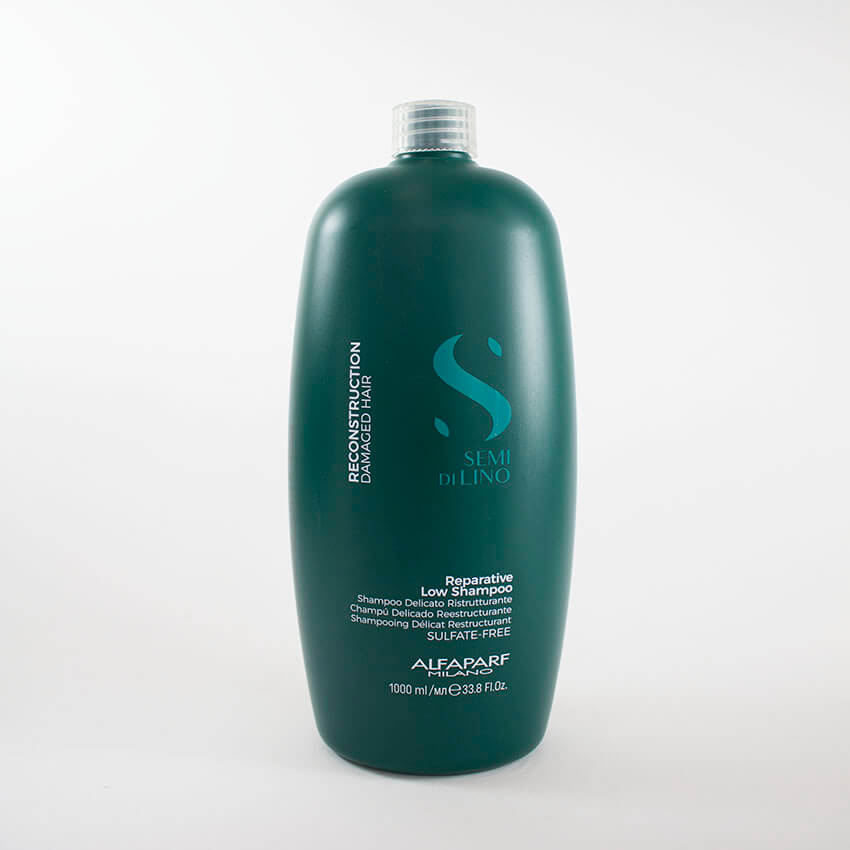 RECONSTRUCTION
DAMAGED HAIR
SEMI
DI LINO
Reparative
Low Shampoo
Shampoo Delicato Ristrutturante
Champú Delicado Reestructurante
Shampooing Délicat Restructurant
SULFATE-FREE
ALFAPARF
MILANO
1000 ml/мл℮33.8 Fl.Oz.